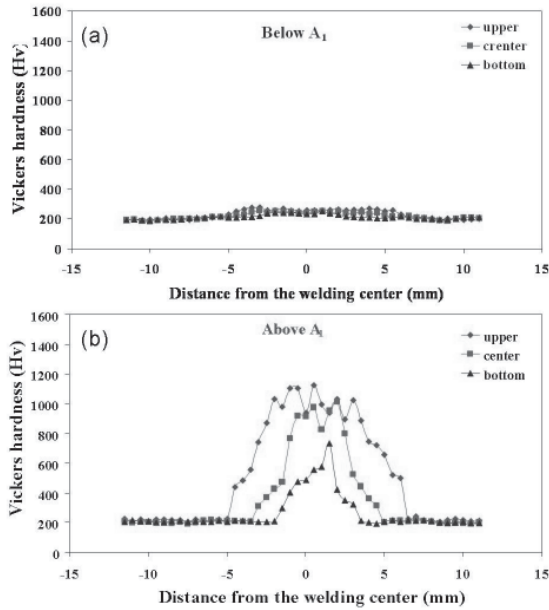 (a)
Below A1
upper
crenter
bottom
Vickers hardness (Hv)
1600
1400
1200
1000
800
600
400
200
0
-15 -10 -5 0 5 10 15
Distance from the welding center (mm)
(b)
Above A1
upper
center
bottom
Vickers hardness (Hv)
1600
1400
1200
1000
800
600
400
200
0
-15 -10 -5 0 5 10 15
Distance from the welding center (mm)